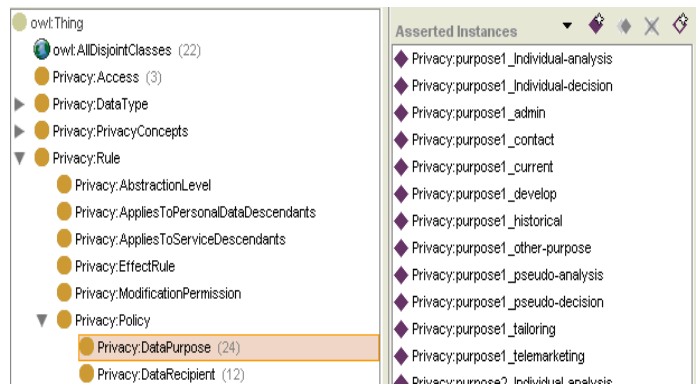 owl:Thing
owl:AllDisjointClasses (22)
Privacy:Access (3)
Privacy:DataType
Privacy:PrivacyConcepts
Privacy:Rule
Privacy:AbstractionLevel
Privacy:AppliesToPersonalDataDescendants
Privacy:AppliesToServiceDescendants
Privacy:EffectRule
Privacy:ModificationPermission
Privacy:Policy
Privacy:DataPurpose (24)
Privacy:DataRecipient (12)
Asserted Instances
Privacy:purpose1_Individual-analysis
Privacy:purpose1_Individual-decision
Privacy:purpose1_admin
Privacy:purpose1_contact
Privacy:purpose1_current
Privacy:purpose1_develop
Privacy:purpose1_historical
Privacy:purpose1_other-purpose
Privacy:purpose1_pseudo-analysis
Privacy:purpose1_pseudo-decision
Privacy:purpose1_tailoring
Privacy:purpose1_telemarketing
Privacy:purpose2_Individual-analysis